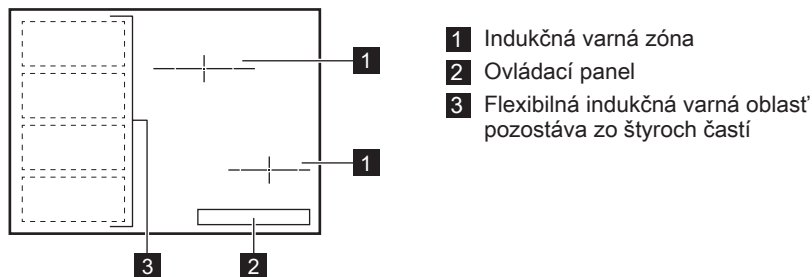 1
1
3
2
1 Indukčná varná zóna
2 Ovládací panel
3 Flexibilná indukčná varná oblasť
pozostáva zo štyroch častí